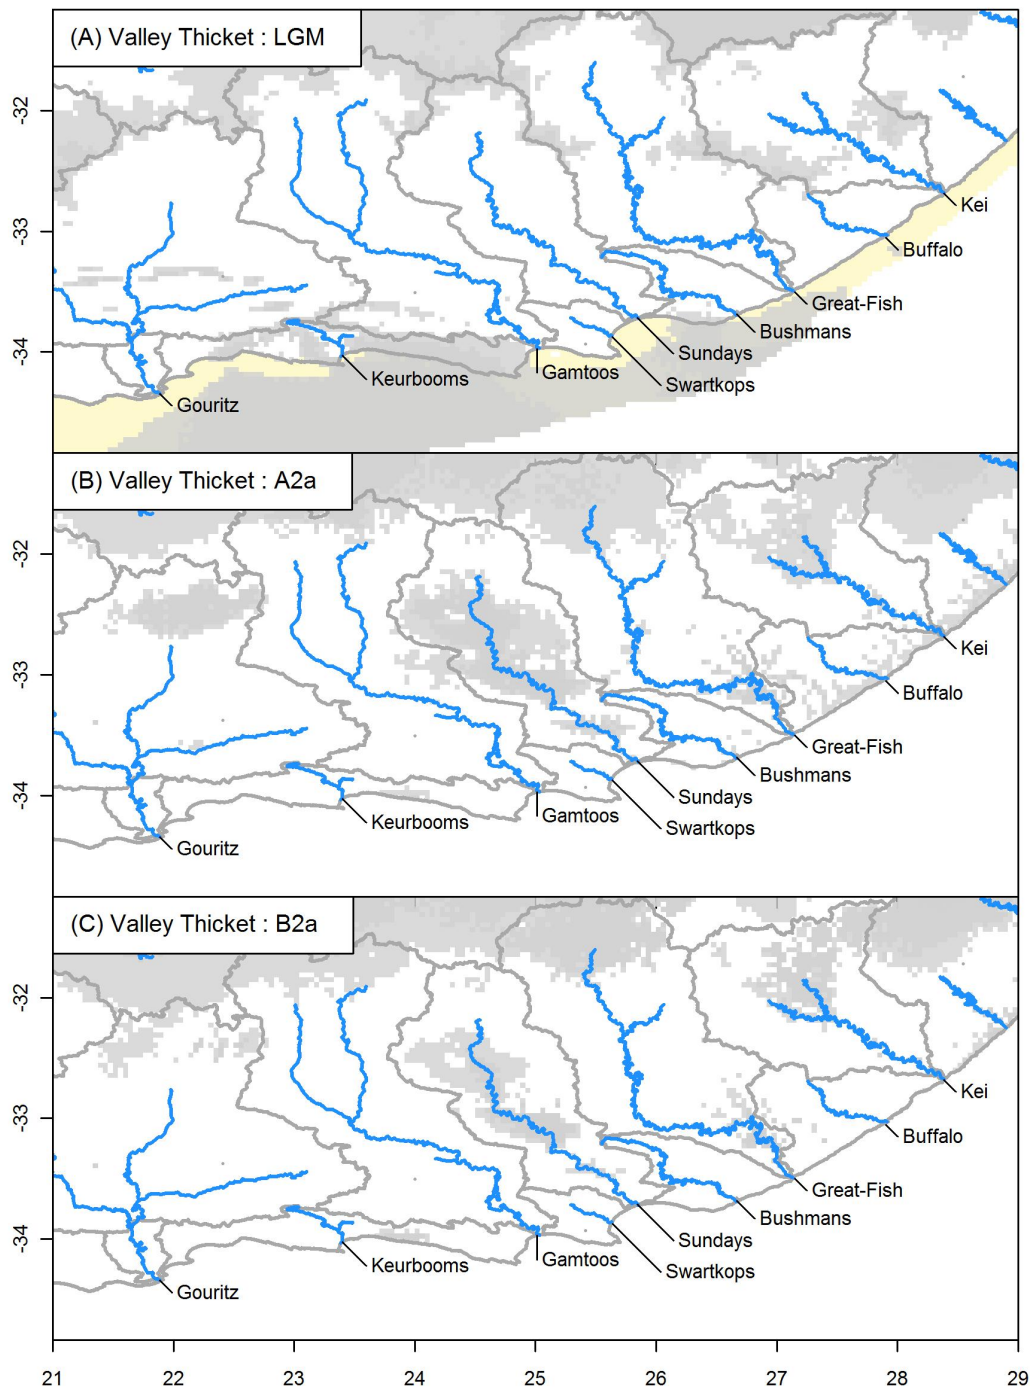 (A) Valley Thicket : LGM
-32
-33
-34
Kei
Buffalo
Great-Fish
Bushmans
Sundays
Swartkops
Gamtoos
Keurbooms
Gouritz
(B) Valley Thicket : A2a
-32
-33
-34
Kei
Buffalo
Great-Fish
Bushmans
Sundays
Swartkops
Gamtoos
Keurbooms
Gouritz
(C) Valley Thicket : B2a
-32
-33
-34
Kei
Buffalo
Great-Fish
Bushmans
Sundays
Swartkops
Gamtoos
Keurbooms
Gouritz
21 22 23 24 25 26 27 28 29